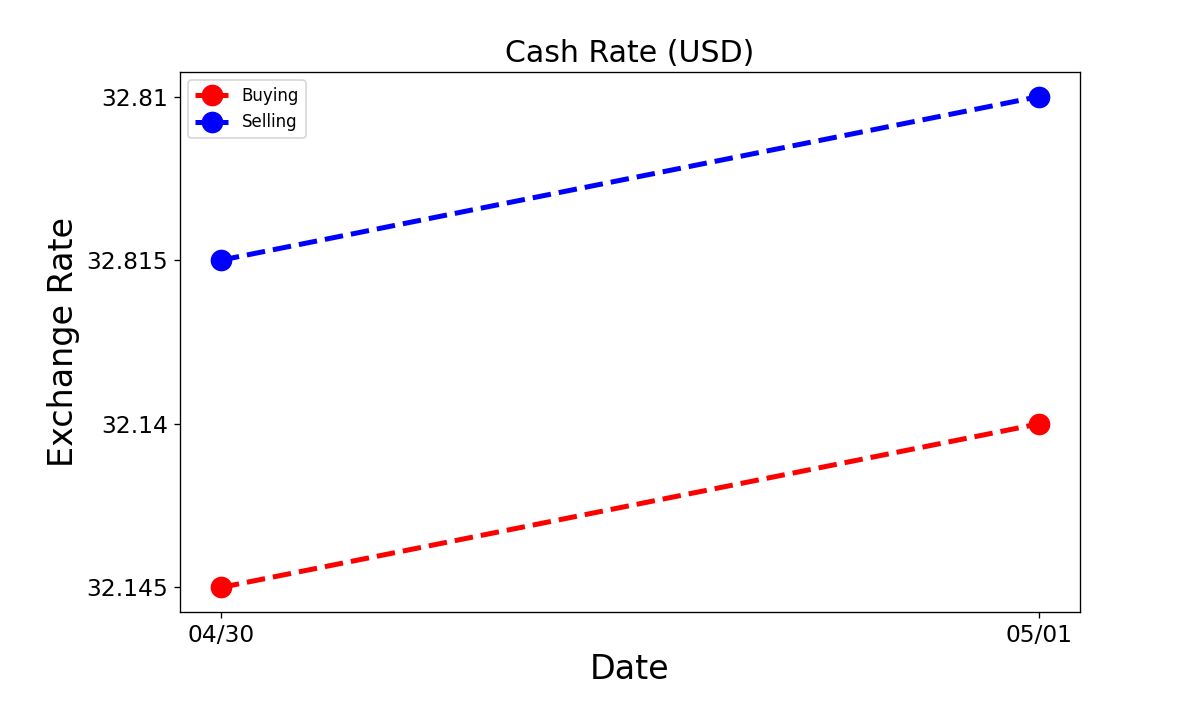 Cash Rate (USD)
Buying
Selling
Exchange Rate
32.81
32.815
32.14
32.145
04/30
05/01
Date